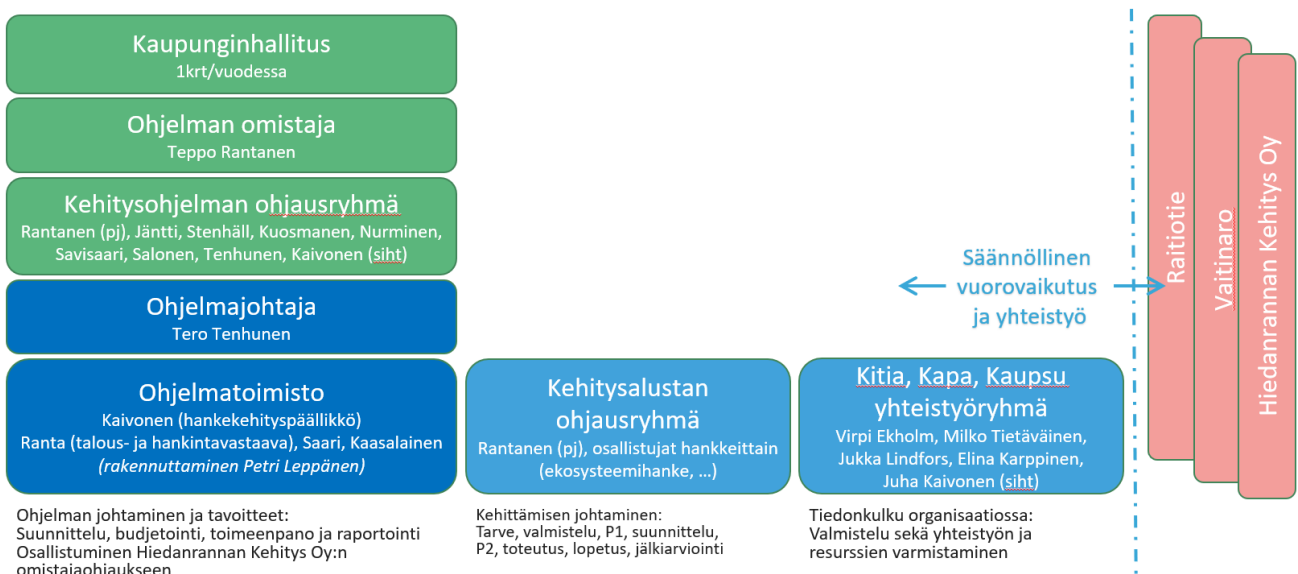 Kaupunginhallitus
1krt/vuodessa
Ohjelman omistaja
Teppo Rantanen
Kehitysohjelman ohjausryhmä
Rantanen (pj), Jäntti, Stenhäll, Kuosmanen, Nurminen,
Savisaari, Salonen, Tenhunen, Kaivonen (siht)
Ohjelmajohtaja
Tero Tenhunen
Ohjelmatoimisto
Kaivonen (hankekehityspäällikkö)
Ranta (talous- ja hankintavastaava), Saari, Kaasalainen
(rakennuttaminen Petri Leppänen)
Ohjelman johtaminen ja tavoitteet:
Suunnittelu, budjetointi, toimeenpano ja raportointi
Osallistuminen Hiedanrannan Kehitys Oy:n
omistajaohjaukseen
Kehitysalustan
ohjausryhmä
Rantanen (pj), osallistujat hankkeittain
(ekosysteemihanke, …)
Kehittämisen johtaminen:
Tarve, valmistelu, P1, suunnittelu,
P2, toteutus, lopetus, jälkiarviointi
Kitia, Kapa, Kaupsu
yhteistyöryhmä
Virpi Ekholm, Milko Tietäväinen,
Jukka Lindfors, Elina Karppinen,
Juha Kaivonen (siht)
Tiedonkulku organisaatiossa:
Valmistelu sekä yhteistyön ja
resurssien varmistaminen
Säännöllinen
vuorovaikutus
ja yhteistyö
Raitiotie
Vaitinaro
Hiedanrannan Kehitys Oy